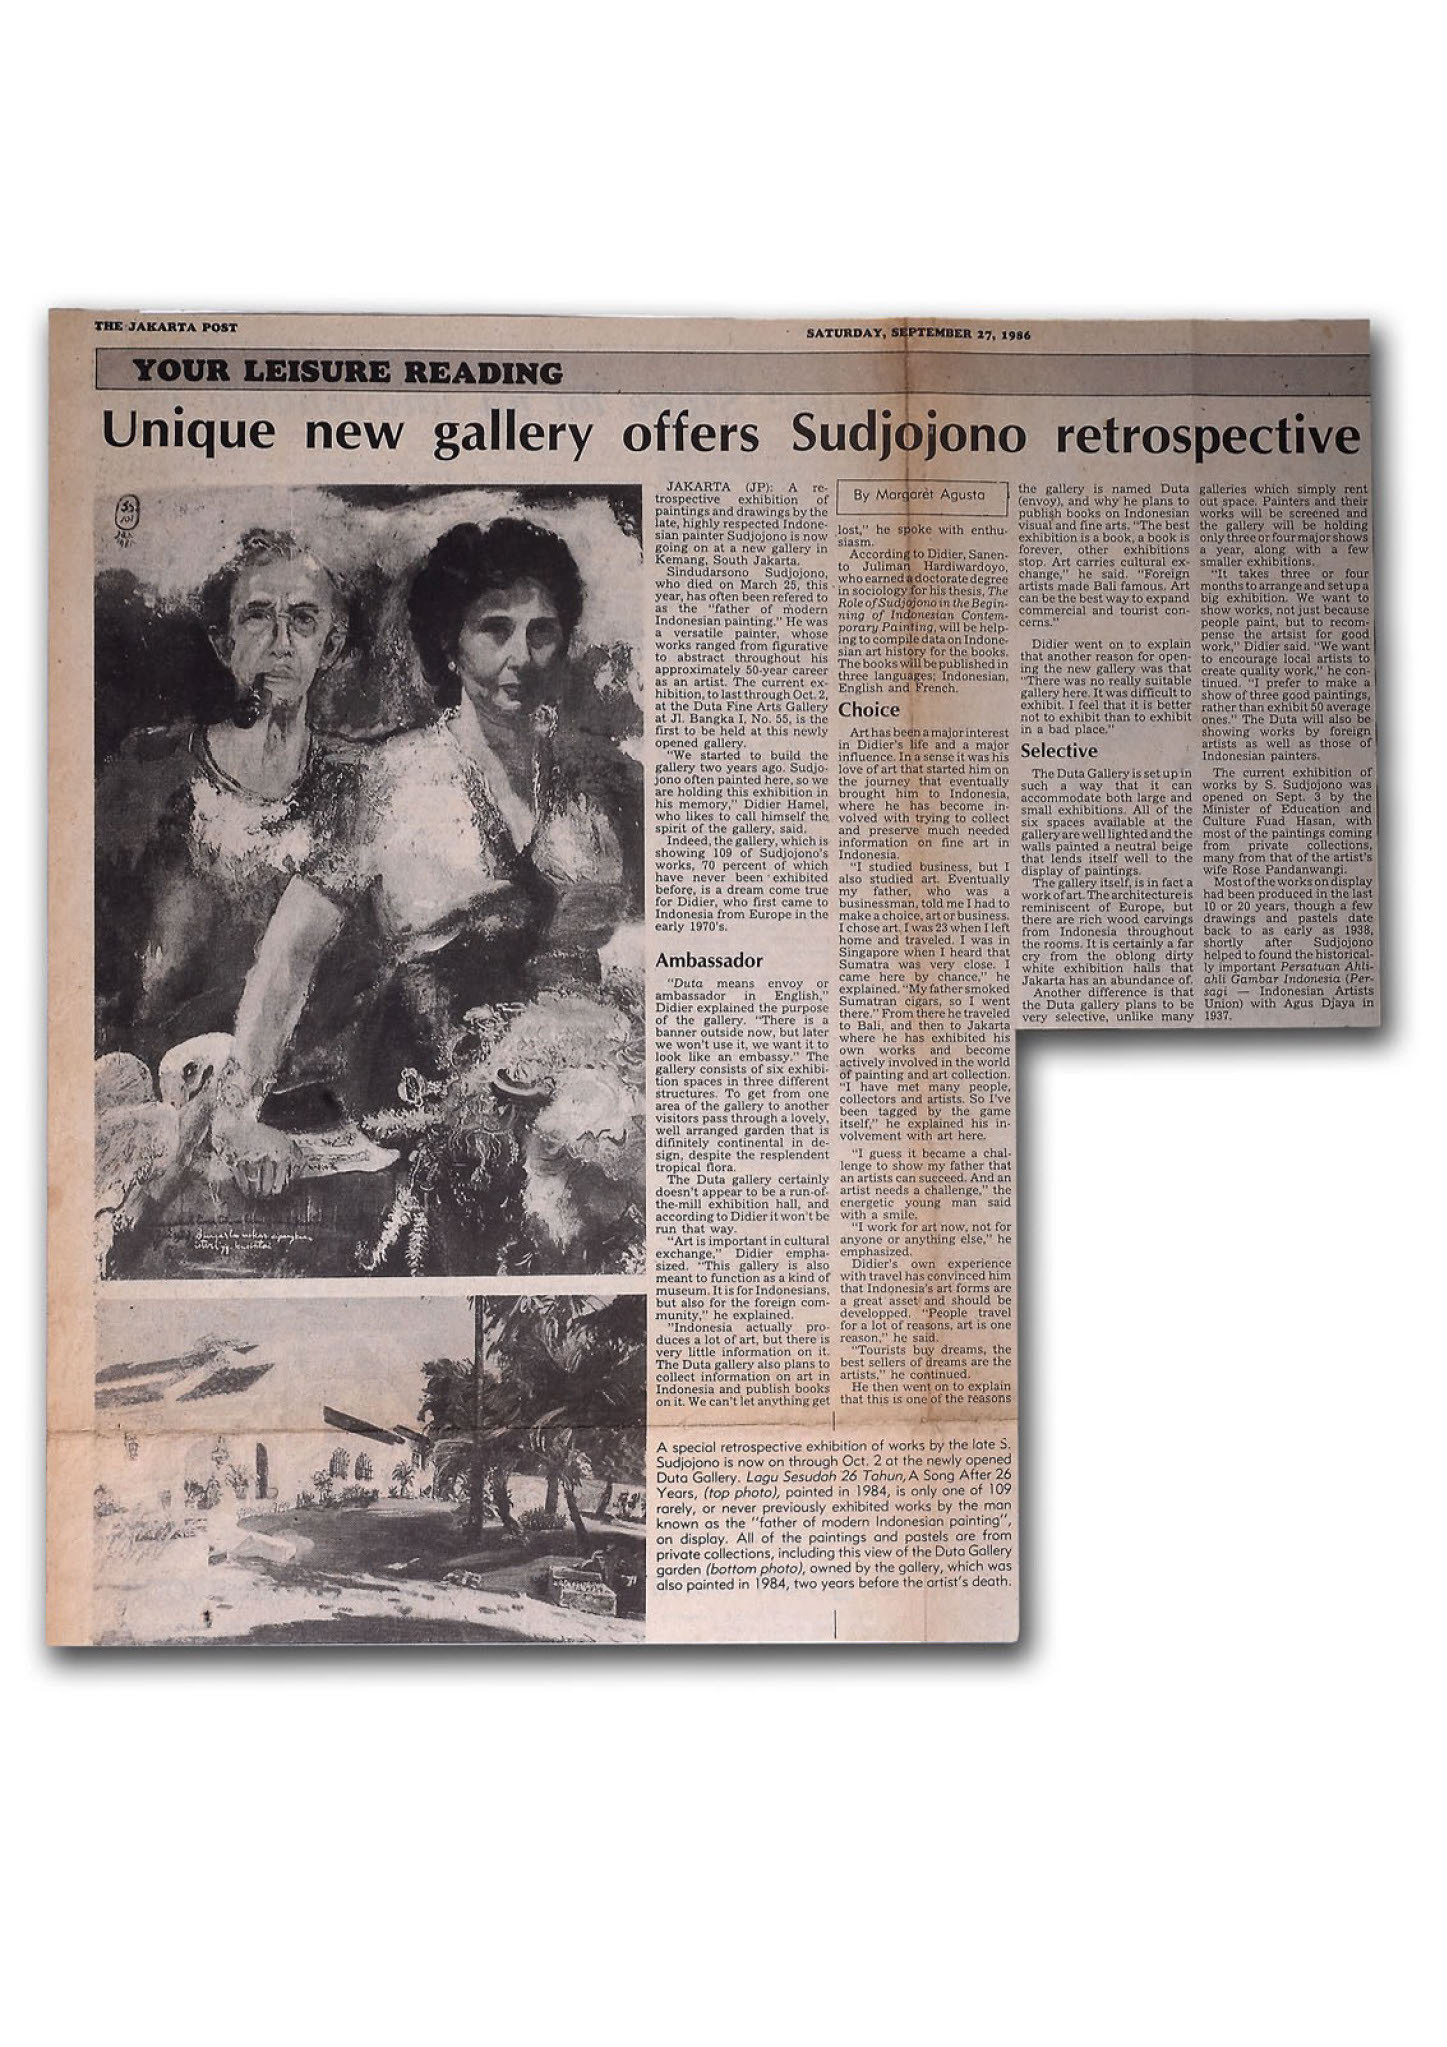 THE JAKARTA POST
SATURDAY, SEPTEMBER 27, 1986
YOUR LEISURE READING
Unique new gallery offers Sudjojono retrospective
JAKARTA (JP): A re-
trospective exhibition of
paintings and drawings by the
late, highly respected Indone-
sian painter Sudjojono is now
going on at a new gallery in
Kemang, South Jakarta.
Sindudarsono Sudjojono,
who died on March 25, this
year, has often been refered to
as the "father of modern
Indonesian painting." He was
a versatile painter, whose
works ranged from figurative
to abstract throughout his
approximately 50-year career
as an artist. The current ex-
hibition, to last through Oct. 2,
at the Duta Fine Arts Gallery
at Jl. Bangka I, No. 55, is the
first to be held at this newly
opened gallery.
"We started to build the
gallery two years ago. Sudjo-
jono often painted here, so we
are holding this exhibition in
his memory," Didier Hamel,
who likes to call himself the
spirit of the gallery, said.
Indeed, the gallery, which is
showing 109 of Sudjojono's
works, 70 percent of which
have never been exhibited
before, is a dream come true
for Didier, who first came to
Indonesia from Europe in the
early 1970's.
Ambassador
"Duta means envoy or
ambassador in English,"
Didier explained the purpose
of the gallery. "There is a
banner outside now, but later
we won't use it, we want it to
look like an embassy." The
gallery consists of six exhibi-
tion spaces in three different
structures. To get from one
area of the gallery to another
visitors pass through a lovely,
well arranged garden that is
difinitely continental in de-
sign, despite the resplendent
tropical flora.
The Duta gallery certainly
doesn't appear to be a run-of-
the-mill exhibition hall, and
according to Didier it won't be
run that way.
"Art is important in cultural
exchange," Didier empha-
sized. "This gallery is also
meant to function as a kind of
museum. It is for Indonesians,
but also for the foreign com-
munity," he explained.
"Indonesia actually pro-
duces a lot of art, but there is
very little information on it.
The Duta gallery also plans to
collect information on art in
Indonesia and publish books
on it. We can't let anything get
By Margaret Agusta
lost," he spoke with enthu-
siasm.
According to Didier, Sanen-
to Juliman Hardiwardoyo,
who earned a doctorate degree
in sociology for his thesis, The
Role of Sudjojono in the Begin-
ning of Indonesian Contem-
porary Painting, will be help-
ing to compile data on Indone-
sian art history for the books.
The books will be published in
three languages; Indonesian,
English and French.
Choice
Art has been a major interest
in Didier's life and a major
influence. In a sense it was his
love of art that started him on
the journey that eventually
brought him to Indonesia,
where he has become in-
volved with trying to collect
and preserve much needed
information on fine art in
Indonesia.
"I studied business, but I
also studied art. Eventually
my father, who was a
businessman, told me I had to
make a choice, art or business.
I chose art. I was 23 when I left
home and traveled. I was in
Singapore when I heard that
Sumatra was very close. I
came here by chance," he
explained. "My father smoked
Sumatran cigars, so I went
there." From there he traveled
to Bali, and then to Jakarta
where he has exhibited his
own works and become
actively involved in the world
of painting and art collection.
"I have met many people,
collectors and artists. So I've
been tagged by the game
itself," he explained his in-
volvement with art here.
"I guess it became a chal-
lenge to show my father that
an artists can succeed. And an
artist needs a challenge," the
energetic young man said
with a smile.
"I work for art now, not for
anyone or anything else," he
emphasized.
Didier's own experience
with travel has convinced him
that Indonesia's art forms are
a great asset and should be
developped. "People travel
for a lot of reasons, art is one
reason," he said.
"Tourists buy dreams, the
best sellers of dreams are the
artists," he continued.
He then went on to explain
that this is one of the reasons
the gallery is named Duta
(envoy), and why he plans to
publish books on Indonesian
visual and fine arts. "The best
exhibition is a book, a book is
forever, other exhibitions
stop. Art carries cultural ex-
change," he said. "Foreign
artists made Bali famous. Art
can be the best way to expand
commercial and tourist con-
cerns."
Didier went on to explain
that another reason for open-
ing the new gallery was that
"There was no really suitable
gallery here. It was difficult to
exhibit. I feel that it is better
not to exhibit than to exhibit
in a bad place."
Selective
The Duta Gallery is set up in
such a way that it can
accommodate both large and
small exhibitions. All of the
six spaces available at the
gallery are well lighted and the
walls painted a neutral beige
that lends itself well to the
display of paintings.
The gallery itself, is in fact a
work of art. The architecture is
reminiscent of Europe, but
there are rich wood carvings
from Indonesia throughout
the rooms. It is certainly a far
cry from the oblong dirty
white exhibition halls that
Jakarta has an abundance of.
Another difference is that
the Duta gallery plans to be
very selective, unlike many
galleries which simply rent
out space. Painters and their
works will be screened and
the gallery will be holding
only three or four major shows
a year, along with a few
smaller exhibitions.
"It takes three or four
months to arrange and set up a
big exhibition. We want to
show works, not just because
people paint, but to recom-
pense the artsist for good
work," Didier said. "We want
to encourage local artists to
create quality work," he con-
tinued. "I prefer to make a
show of three good paintings,
rather than exhibit 50 average
ones." The Duta will also be
showing works by foreign
artists as well as those of
Indonesian painters.
The current exhibition of
works by S. Sudjojono was
opened on Sept. 3 by the
Minister of Education and
Culture Fuad Hasan, with
most of the paintings coming
from private collections,
many from that of the artist's
wife Rose Pandanwangi.
Most of the works on display
had been produced in the last
10 or 20 years, though a few
drawings and pastels date
back to as early as 1938,
shortly after Sudjojono
helped to found the historical-
ly important Persatuan Ahli-
ahli Gambar Indonesia (Per-
sagi — Indonesian Artists
Union) with Agus Djaya in
1937.
A special retrospective exhibition of works by the late S.
Sudjojono is now on through Oct. 2 at the newly opened
Duta Gallery. Lagu Sesudah 26 Tahun, A Song After 26
Years, (top photo), painted in 1984, is only one of 109
rarely, or never previously exhibited works by the man
known as the "father of modern Indonesian painting",
on display. All of the paintings and pastels are from
private collections, including this view of the Duta Gallery
garden (bottom photo), owned by the gallery, which was
also painted in 1984, two years before the artist's death.